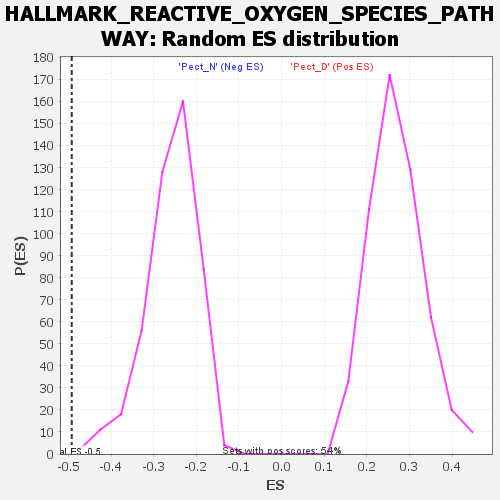 HALLMARK_REACTIVE_OXYGEN_SPECIES_PATH
WAY: Random ES distribution
'Pect_N' (Neg ES) 'Pect_D' (Pos ES)
P(ES)
180
170
160
150
140
130
120
110
100
90
80
70
60
50
40
30
20
10
0
al ES -0.5 Sets with pos scores: 54%
-0.5 -0.4 -0.3 -0.2 -0.1 0.0 0.1 0.2 0.3 0.4
ES